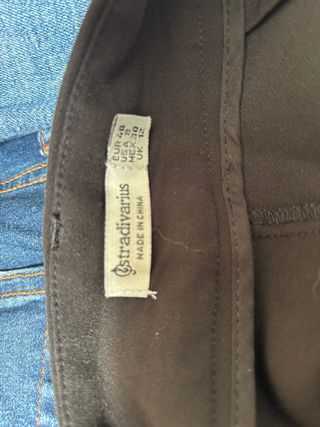 EUR 40
USA 8
MEX 30
UK 12
stradivarius
MADE IN CHINA